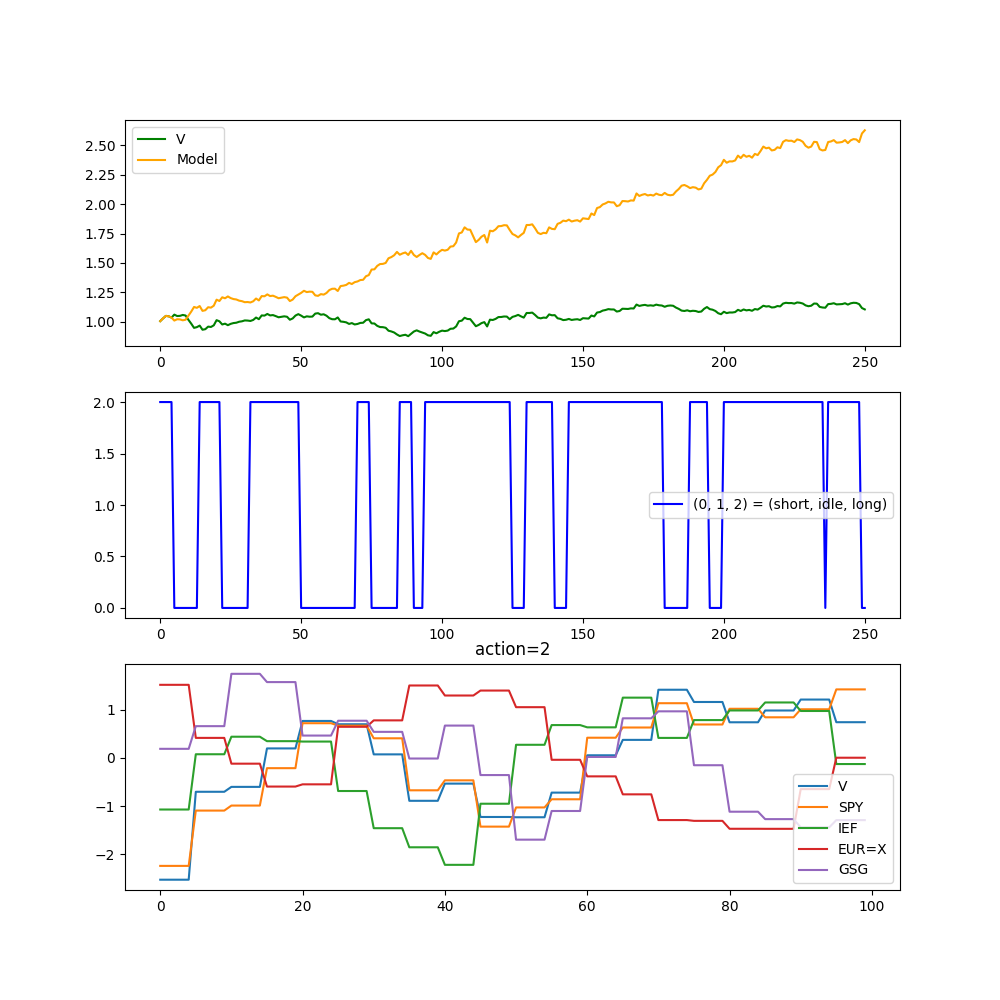 V
Model
2.50
2.25
2.00
1.75
1.50
1.25
1.00
0 50 100 150 200 250
2.0
1.5
1.0
0.5
0.0
(0, 1, 2) = (short, idle, long)
0 50 100 150 200 250
action=2
1
0
−1
−2
V
SPY
IEF
EUR=X
GSG
0 20 40 60 80 100